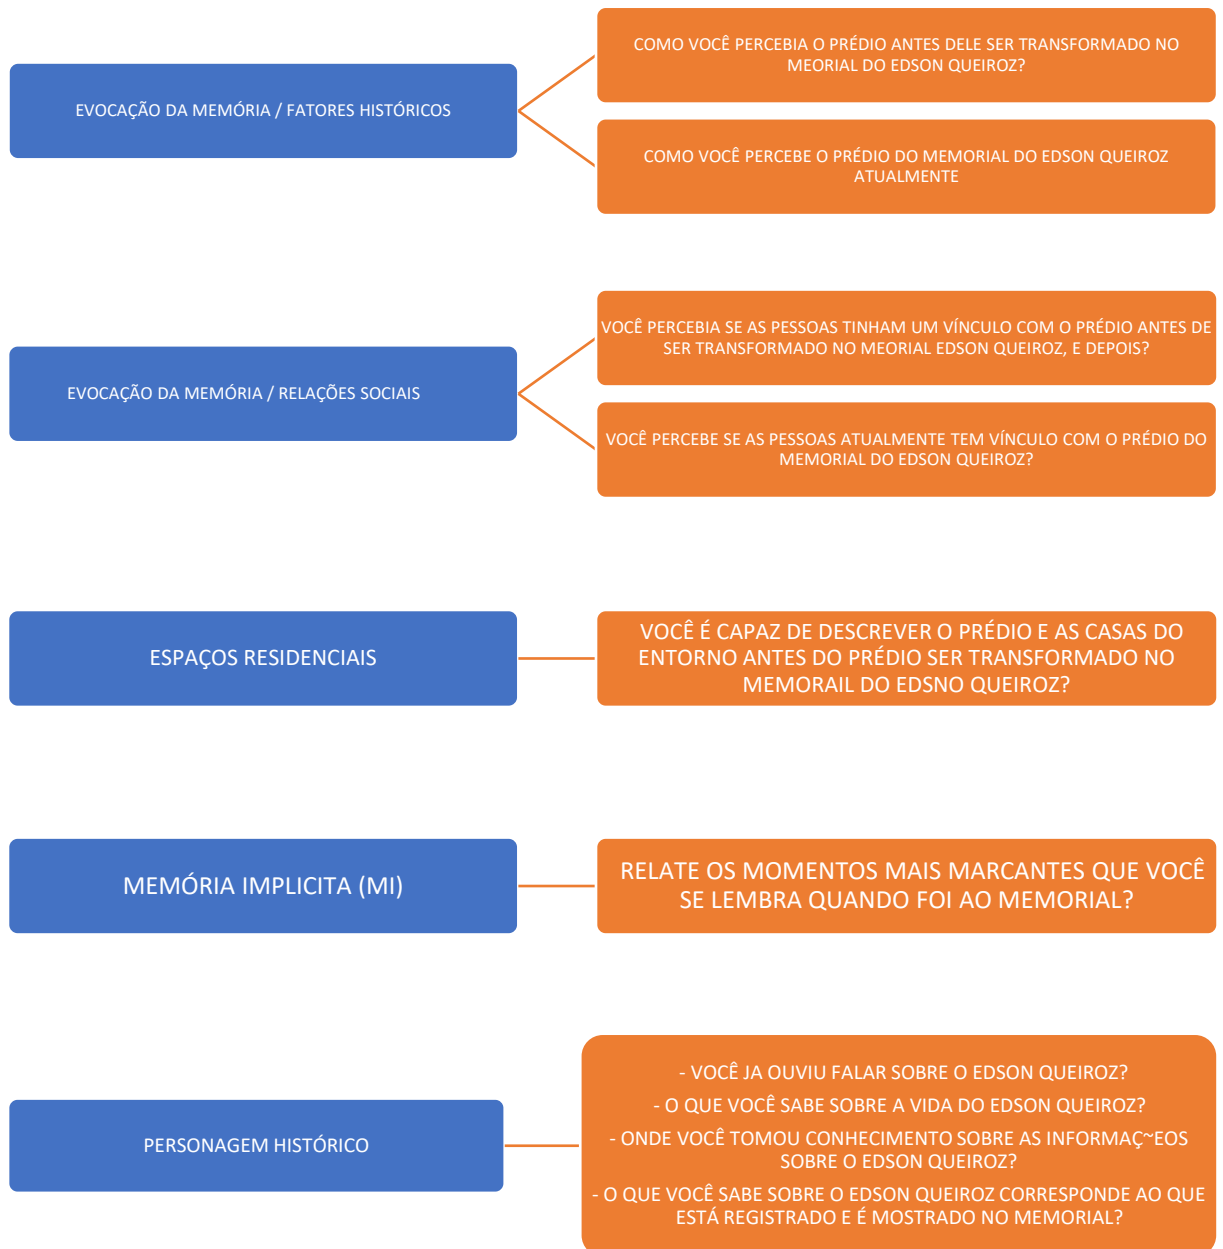 EVOCAÇÃO DA MEMÓRIA / FATORES HISTÓRICOS
COMO VOCÊ PERCEBIA O PRÉDIO ANTES DELE SER TRANSFORMADO NO
MEORIAL DO EDSON QUEIROZ?
COMO VOCÊ PERCEBE O PRÉDIO DO MEMORIAL DO EDSON QUEIROZ
ATUALMENTE
EVOCAÇÃO DA MEMÓRIA / RELAÇÕES SOCIAIS
VOCÊ PERCEBIA SE AS PESSOAS TINHAM UM VÍNCULO COM O PRÉDIO ANTES DE
SER TRANSFORMADO NO MEORIAL EDSON QUEIROZ, E DEPOIS?
VOCÊ PERCEBE SE AS PESSOAS ATUALMENTE TEM VÍNCULO COM O PRÉDIO DO
MEMORIAL DO EDSON QUEIROZ?
ESPAÇOS RESIDENCIAIS
VOCÊ É CAPAZ DE DESCREVER O PRÉDIO E AS CASAS DO
ENTORNO ANTES DO PRÉDIO SER TRANSFORMADO NO
MEMORAIL DO EDSNO QUEIROZ?
MEMÓRIA IMPLICITA (MI)
RELATE OS MOMENTOS MAIS MARCANTES QUE VOCÊ
SE LEMBRA QUANDO FOI AO MEMORIAL?
PERSONAGEM HISTÓRICO
- VOCÊ JA OUVIU FALAR SOBRE O EDSON QUEIROZ?
- O QUE VOCÊ SABE SOBRE A VIDA DO EDSON QUEIROZ?
- ONDE VOCÊ TOMOU CONHECIMENTO SOBRE AS INFORMAÇ~EOS
SOBRE O EDSON QUEIROZ?
- O QUE VOCÊ SABE SOBRE O EDSON QUEIROZ CORRESPONDE AO QUE
ESTÁ REGISTRADO E É MOSTRADO NO MEMORIAL?